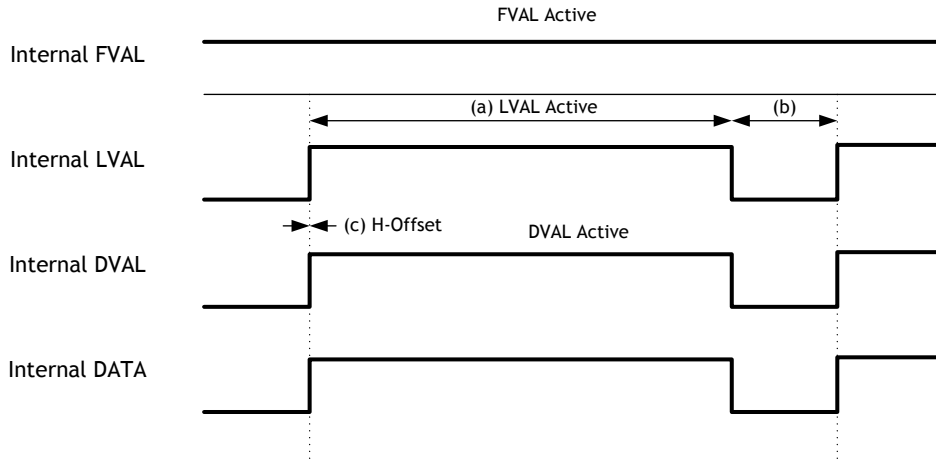 FVAL Active
Internal FVAL
(a) LVAL Active
(b)
Internal LVAL
(c) H-Offset
DVAL Active
Internal DVAL
Internal DATA